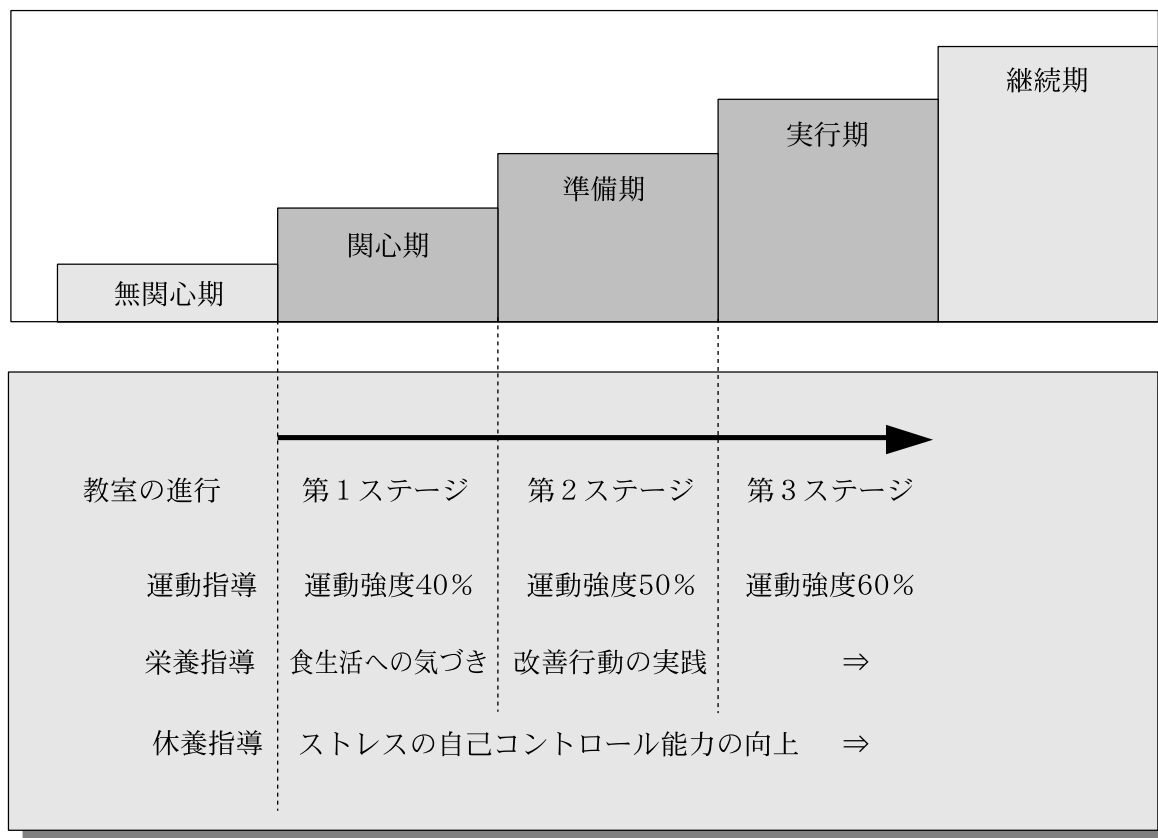 継続期
実行期
準備期
関心期
無関心期
教室の進行 第１ステージ 第２ステージ 第３ステージ
運動指導 運動強度40％ 運動強度50％ 運動強度60％
栄養指導 食生活への気づき 改善行動の実践 ⇒
休養指導 ストレスの自己コントロール能力の向上 ⇒